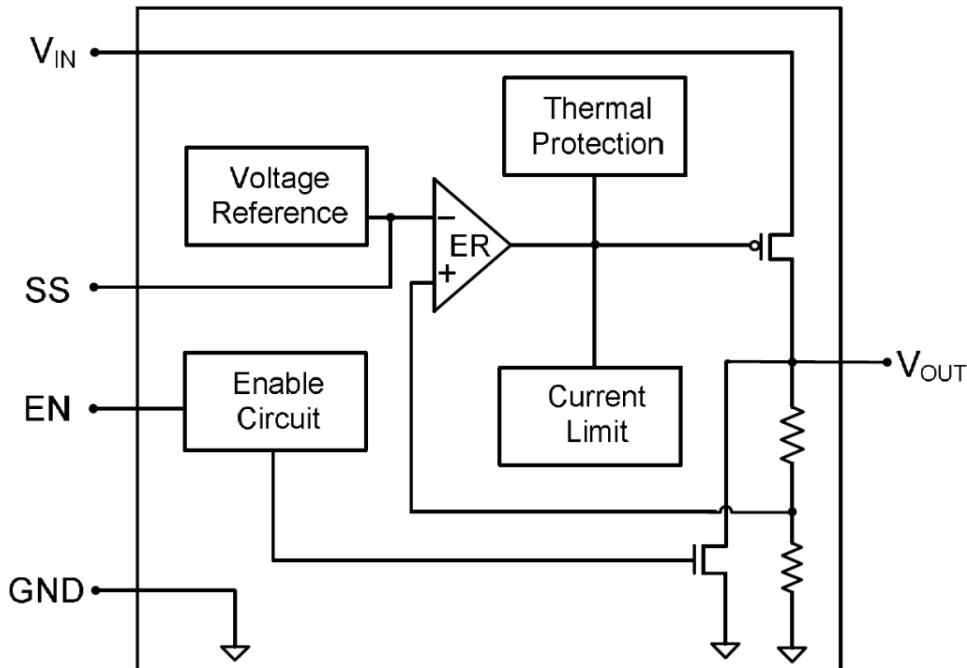 VIN
Thermal
Protection
Voltage
Reference
−
ER
+
SS
VOUT
Enable
Circuit
EN
Current
Limit
GND